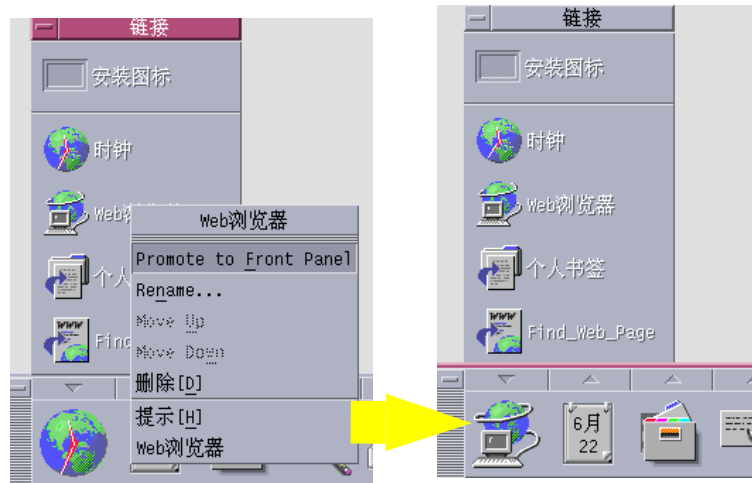 链接
安装图标
时钟
Web
个人
Find
Web浏览器
Promote to Front Panel
Rename...
Move Up
Move Down
删除[D]
提示[H]
Web浏览器
链接
安装图标
时钟
Web浏览器
个人书签
WWW
Find_Web_Page
6月
22